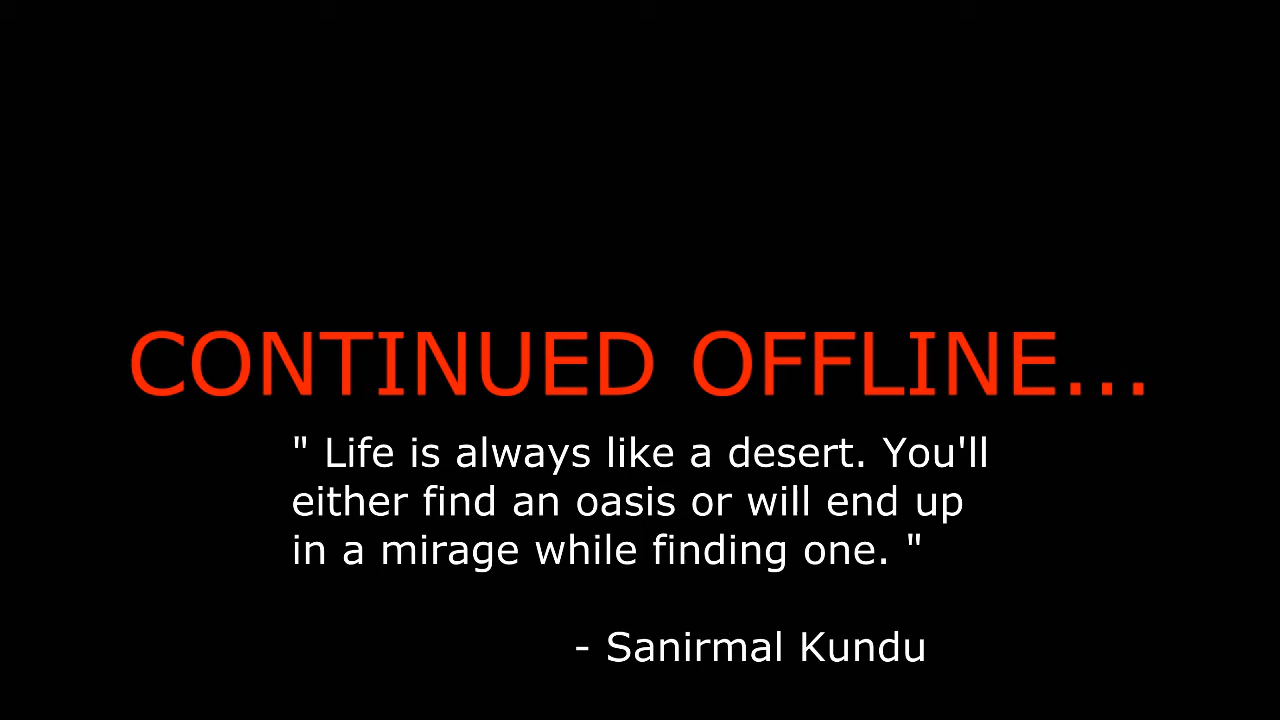 CONTINUED OFFLINE...
" Life is always like a desert. You'll
either find an oasis or will end up
in a mirage while finding one. "
- Sanirmal Kundu